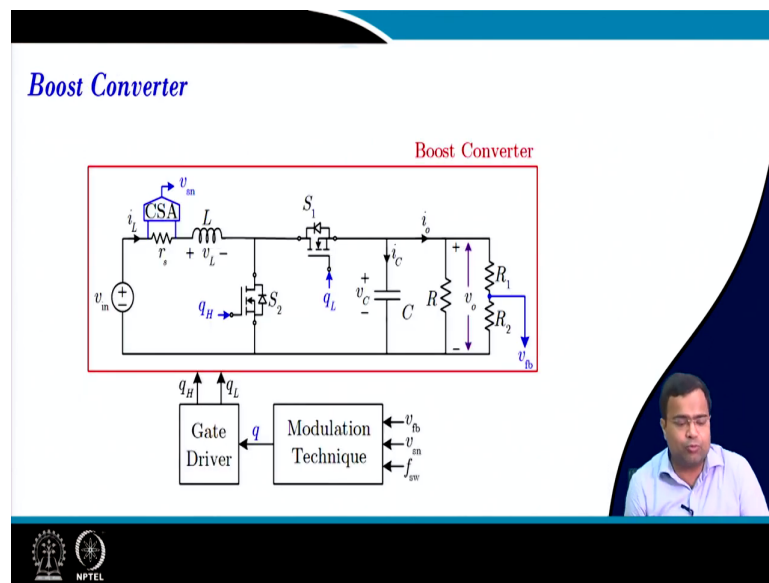 Boost Converter
Boost Converter
v_sn
CSA
i_L
L
S_1
i_o
r_s
+ v_L −
i_C
+
+
R_1
v_in
q_H
S_2
q_L
v_C
C
R
v_o
R_2
−
−
v_fb
q_H
q_L
Gate
Driver
q
Modulation
Technique
v_fb
v_sn
f_sw
NPTEL